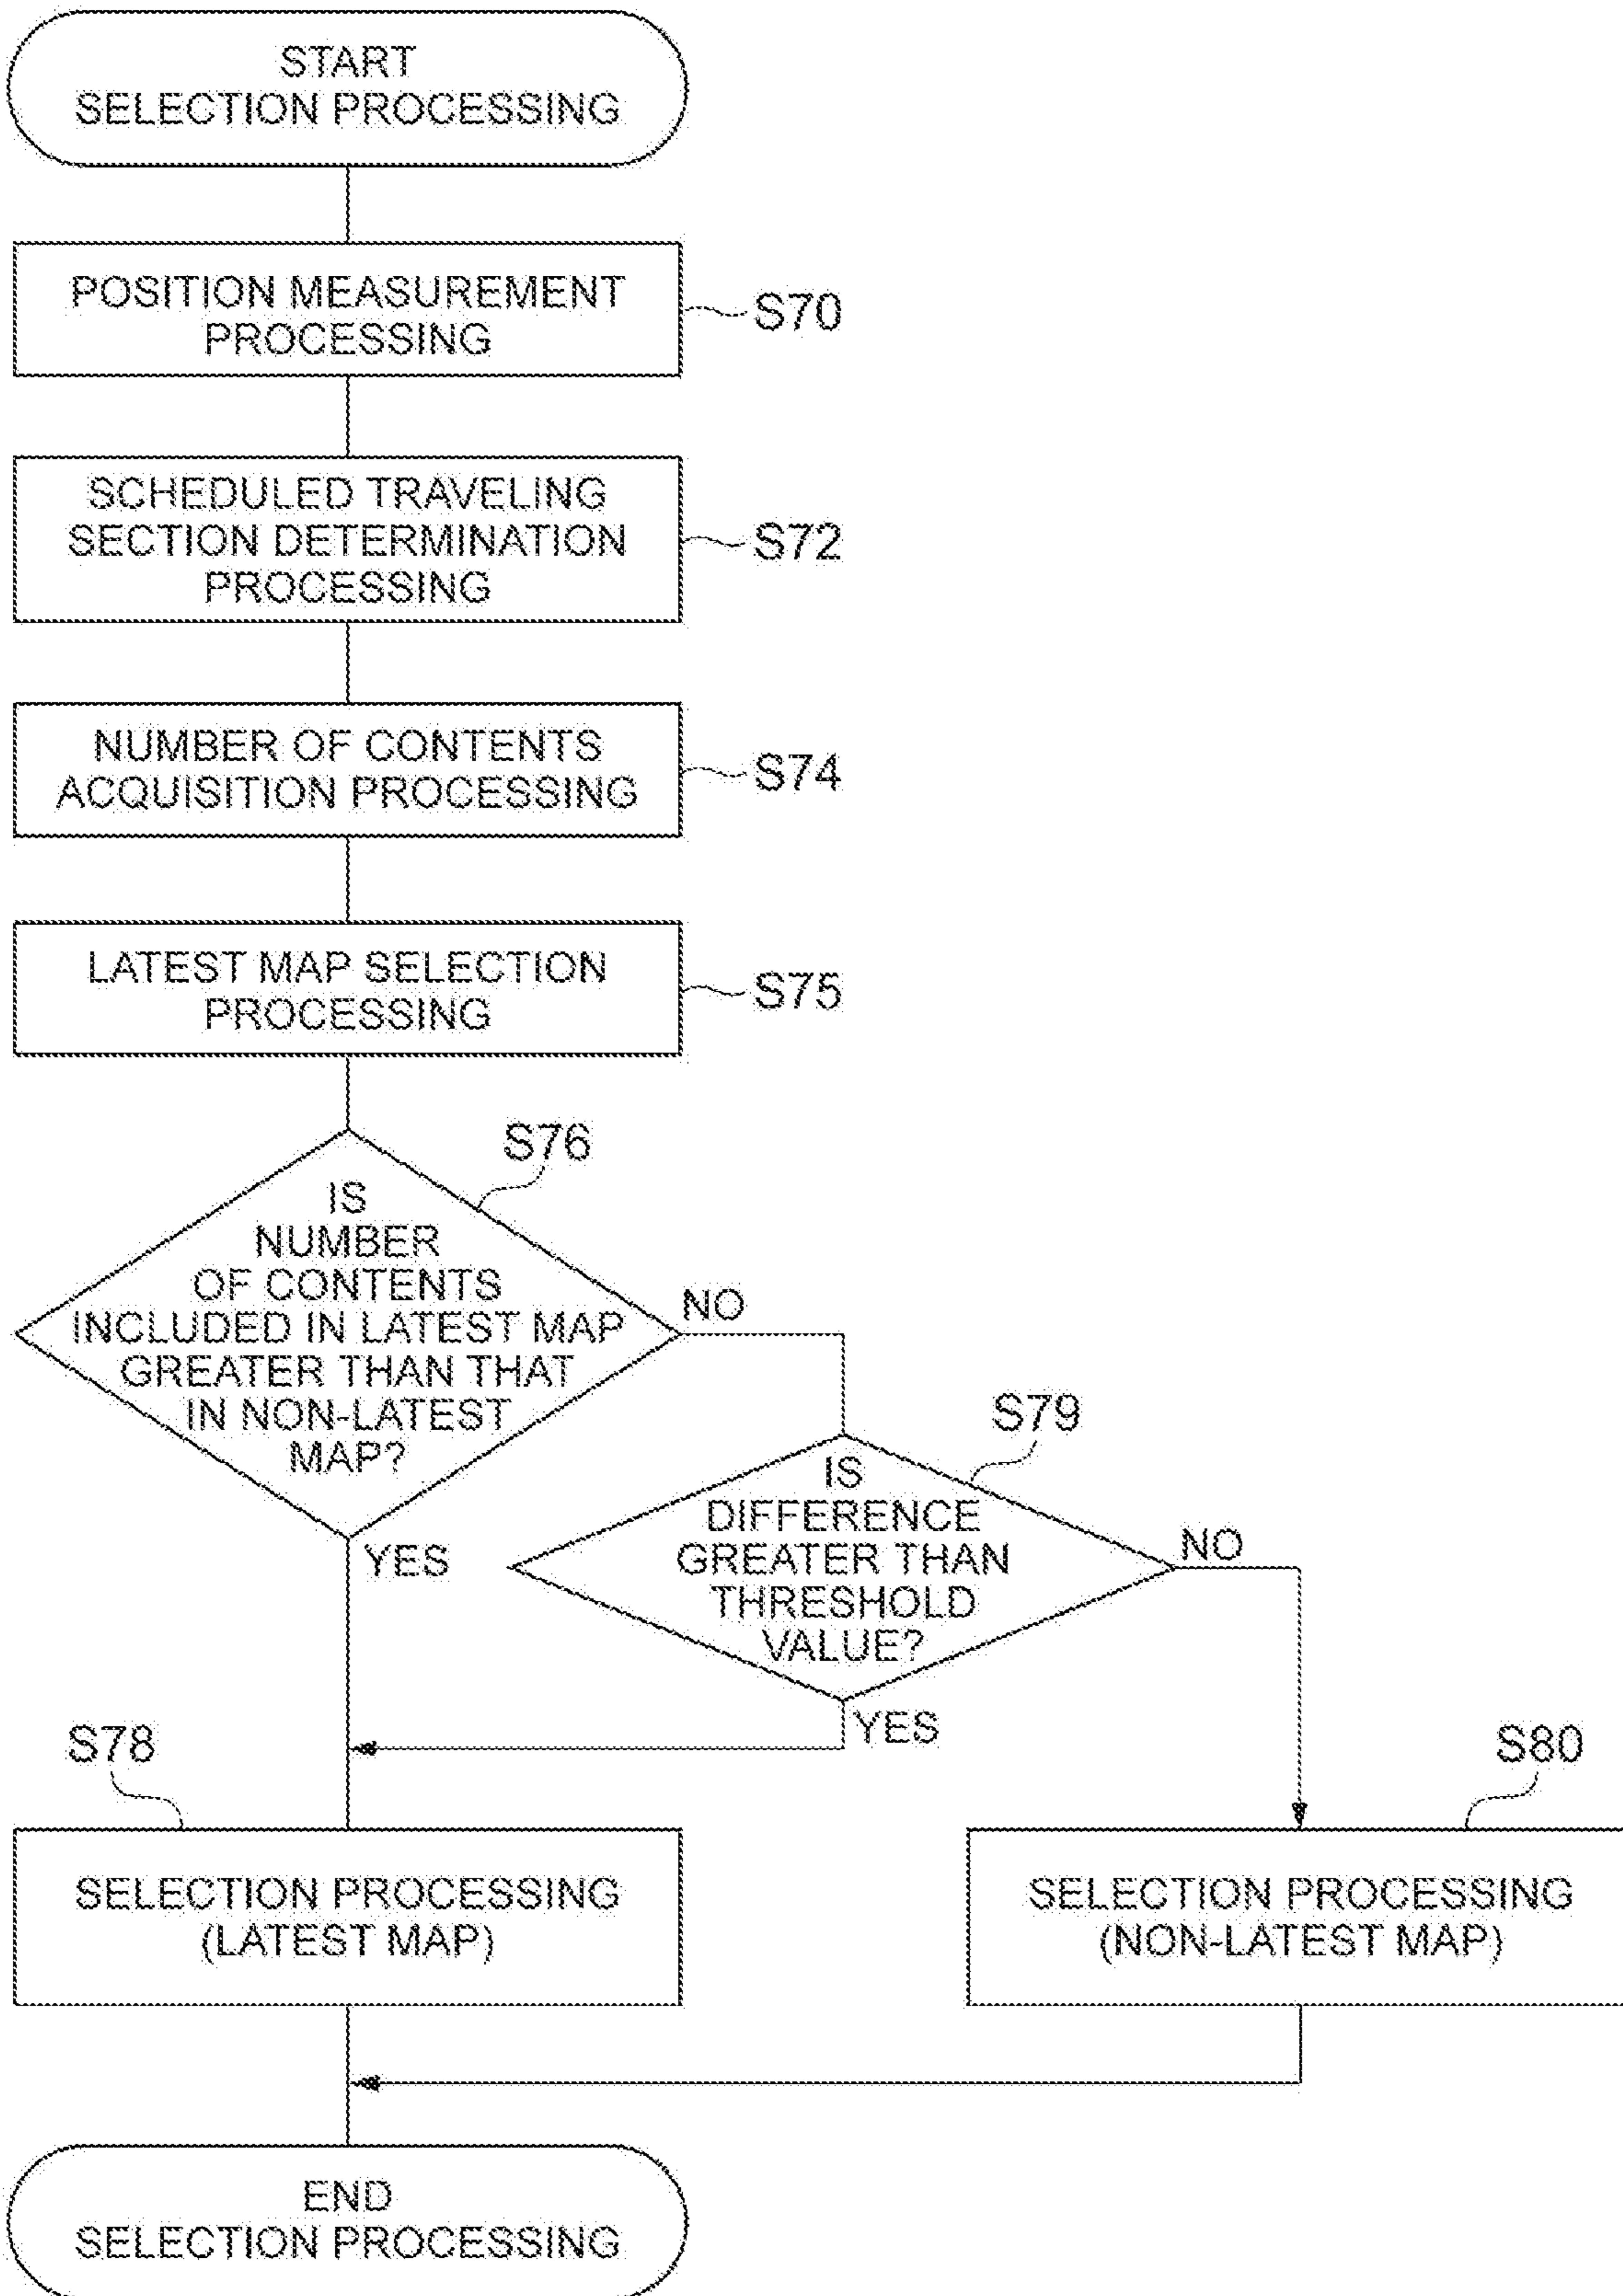 START
SELECTION PROCESSING
POSITION MEASUREMENT
PROCESSING
S70
SCHEDULED TRAVELING
SECTION DETERMINATION
PROCESSING
S72
NUMBER OF CONTENTS
ACQUISITION PROCESSING
S74
LATEST MAP SELECTION
PROCESSING
S75
S76
IS
NUMBER
OF CONTENTS
INCLUDED IN LATEST MAP
GREATER THAN THAT
IN NON-LATEST
MAP?
NO
YES
S79
IS
DIFFERENCE
GREATER THAN
THRESHOLD
VALUE?
NO
YES
S78
SELECTION PROCESSING
(LATEST MAP)
S80
SELECTION PROCESSING
(NON-LATEST MAP)
END
SELECTION PROCESSING